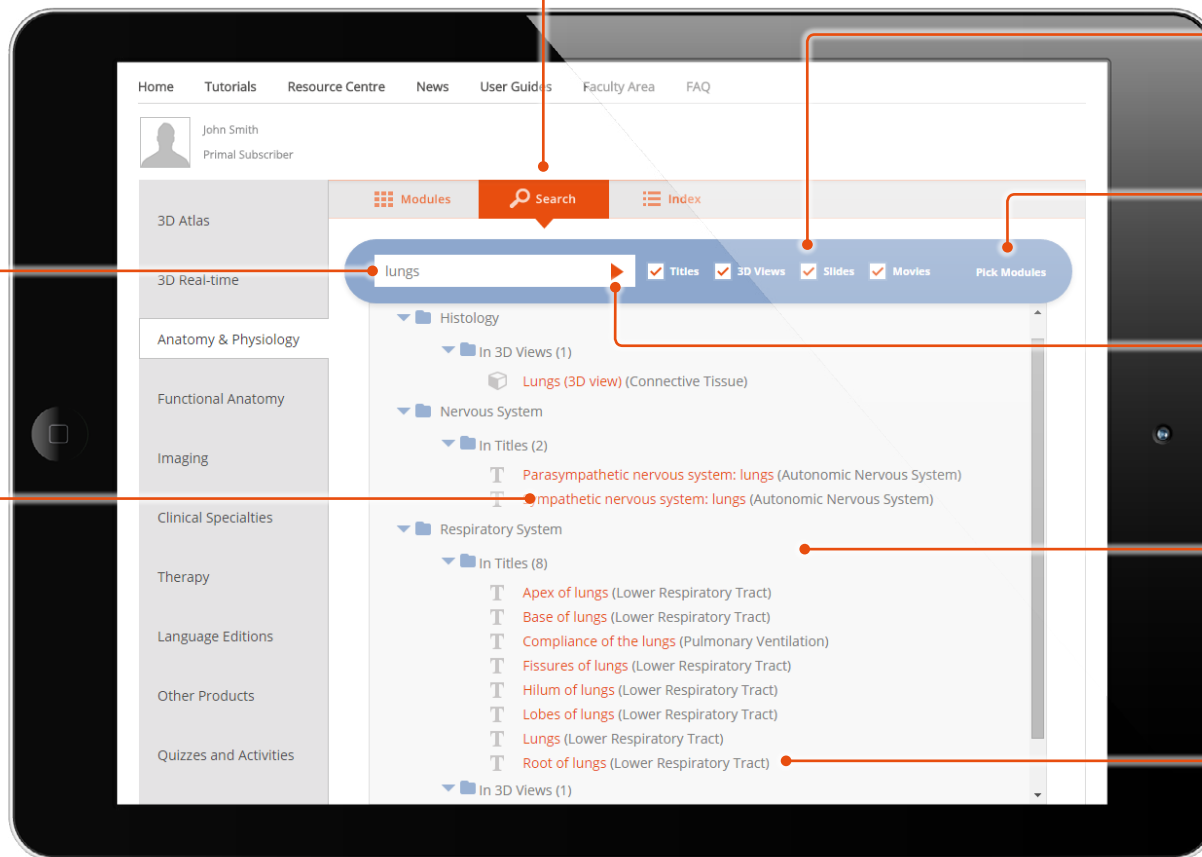 Home Tutorials Resource Centre News User Guides Faculty Area FAQ
John Smith
Primal Subscriber
Modules Search Index
3D Atlas
3D Real-time
Anatomy & Physiology
Functional Anatomy
Imaging
Clinical Specialties
Therapy
Language Editions
Other Products
Quizzes and Activities
lungs Titles 3D Views Slides Movies Pick Modules
Histology
In 3D Views (1)
Lungs (3D view) (Connective Tissue)
Nervous System
In Titles (2)
T Parasympathetic nervous system: lungs (Autonomic Nervous System)
T ympathetic nervous system: lungs (Autonomic Nervous System)
Respiratory System
In Titles (8)
T Apex of lungs (Lower Respiratory Tract)
T Base of lungs (Lower Respiratory Tract)
T Compliance of the lungs (Pulmonary Ventilation)
T Fissures of lungs (Lower Respiratory Tract)
T Hilum of lungs (Lower Respiratory Tract)
T Lobes of lungs (Lower Respiratory Tract)
T Lungs (Lower Respiratory Tract)
T Root of lungs (Lower Respiratory Tract)
In 3D Views (1)